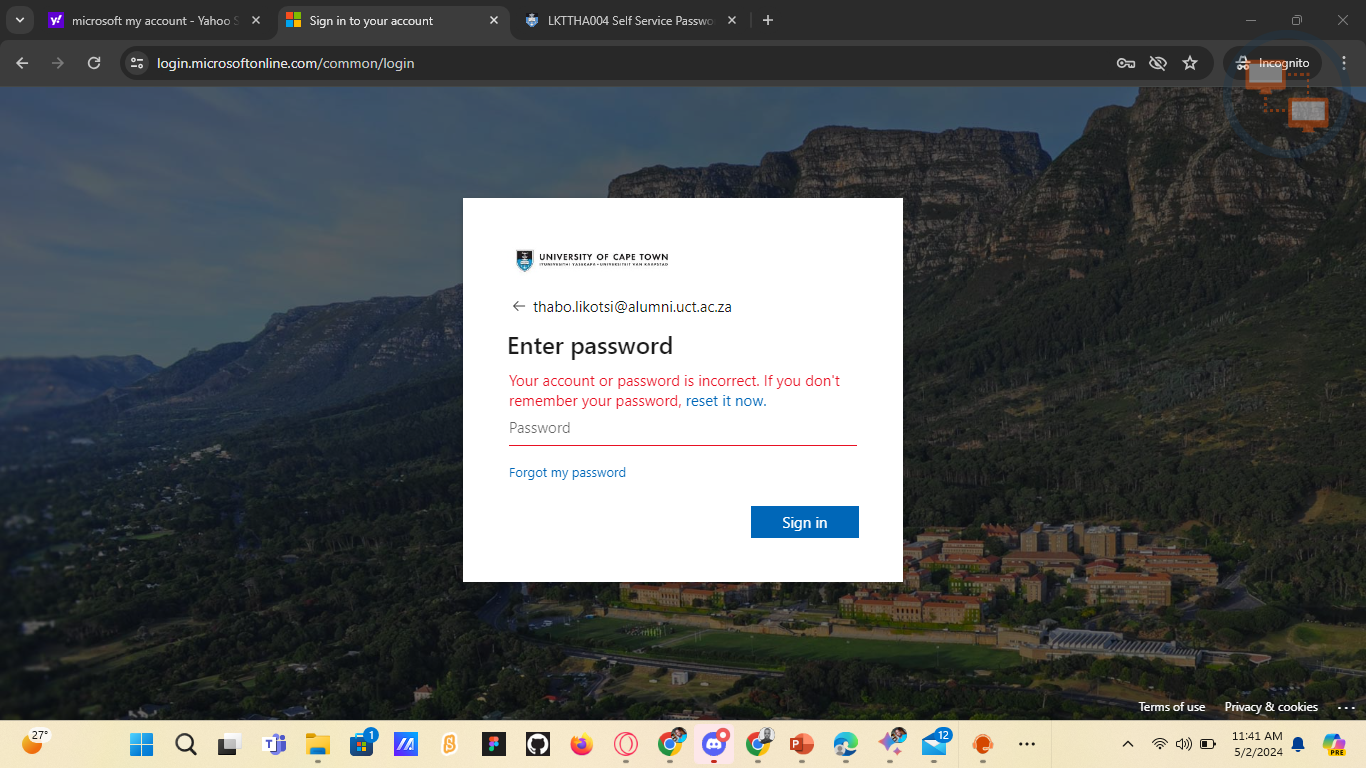 microsoft my account - Yahoo S
Sign in to your account
LKTTHA004 Self Service Passwo
login.microsoftonline.com/common/login
Incognito
UNIVERSITY OF CAPE TOWN
IYUNIVESITHI YASEKAPA • UNIVERSITEIT VAN KAAPSTAD
thabo.likotsi@alumni.uct.ac.za
Enter password
Your account or password is incorrect. If you don't
remember your password, reset it now.
Password
Forgot my password
Sign in
Terms of use
Privacy & cookies
27°
1
12
11:41 AM
5/2/2024
PRE